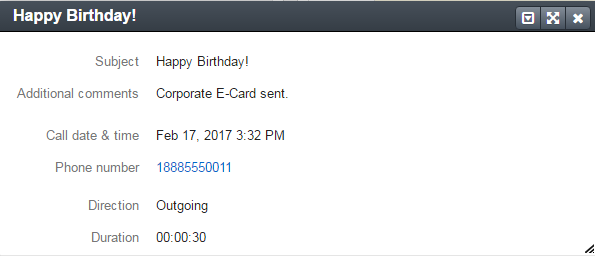 Happy Birthday!
Subject Happy Birthday!
Additional comments Corporate E-Card sent.
Call date & time Feb 17, 2017 3:32 PM
Phone number 18885550011
Direction Outgoing
Duration 00:00:30